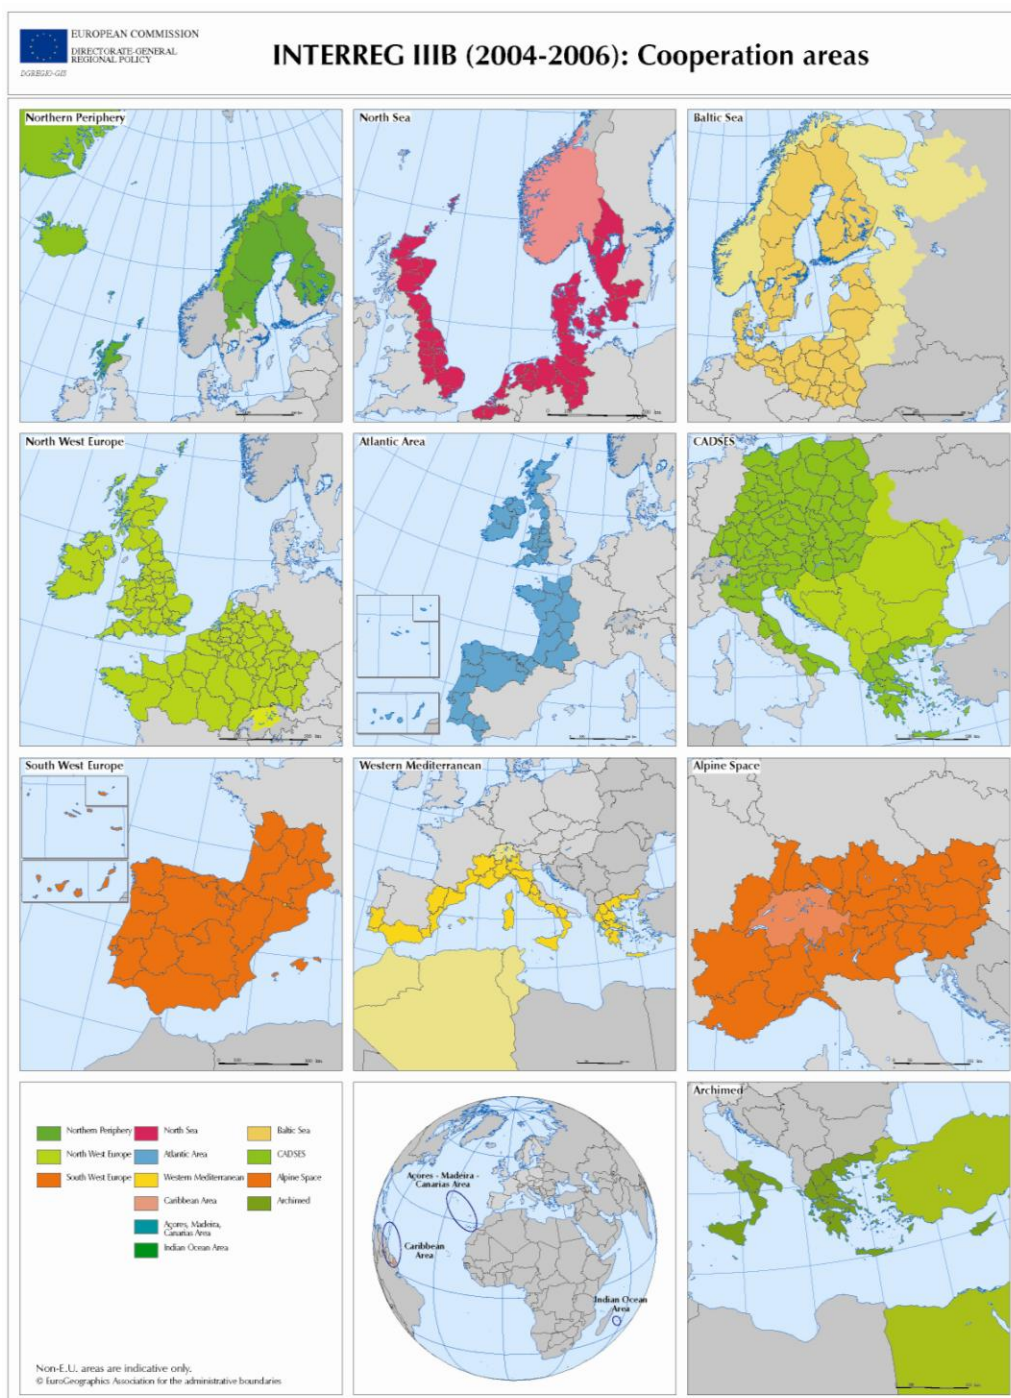 EUROPEAN COMMISSION
DIRECTORATE-GENERAL
REGIONAL POLICY
DGREGIO-GIS
INTERREG IIIB (2004-2006): Cooperation areas
Northern Periphery
North Sea
Baltic Sea
North West Europe
Atlantic Area
CADSES
South West Europe
Western Mediterranean
Alpine Space
Archimed
Northern Periphery
North Sea
Baltic Sea
North West Europe
Atlantic Area
CADSES
South West Europe
Western Mediterranean
Alpine Space
Caribbean Area
Archimed
Açores, Madeira,
Canarias Area
Indian Ocean Area
Açores - Madeira -
Canarias Area
Caribbean
Area
Indian Ocean
Area
Non-E.U. areas are indicative only.
© EuroGeographics Association for the administrative boundaries